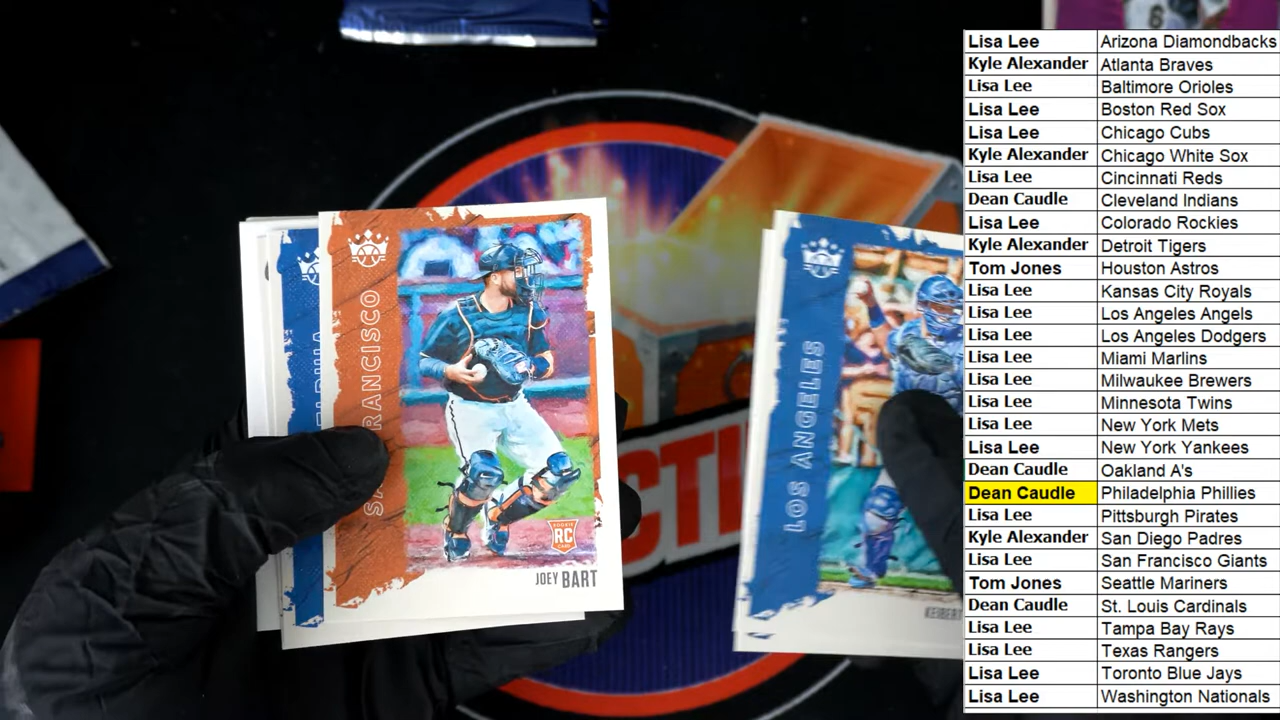 Lisa Lee Arizona Diamondbacks
Kyle Alexander Atlanta Braves
Lisa Lee Baltimore Orioles
Lisa Lee Boston Red Sox
Lisa Lee Chicago Cubs
Kyle Alexander Chicago White Sox
Lisa Lee Cincinnati Reds
Dean Caudle Cleveland Indians
Lisa Lee Colorado Rockies
Kyle Alexander Detroit Tigers
Tom Jones Houston Astros
Lisa Lee Kansas City Royals
Lisa Lee Los Angeles Angels
Lisa Lee Los Angeles Dodgers
Lisa Lee Miami Marlins
Lisa Lee Milwaukee Brewers
Lisa Lee Minnesota Twins
Lisa Lee New York Mets
Lisa Lee New York Yankees
Dean Caudle Oakland A's
Dean Caudle Philadelphia Phillies
Lisa Lee Pittsburgh Pirates
Kyle Alexander San Diego Padres
Lisa Lee San Francisco Giants
Tom Jones Seattle Mariners
Dean Caudle St. Louis Cardinals
Lisa Lee Tampa Bay Rays
Lisa Lee Texas Rangers
Lisa Lee Toronto Blue Jays
Lisa Lee Washington Nationals
FRANCISCO
ROOKIE
RC
CARD
JOEY BART
LOS ANGELES